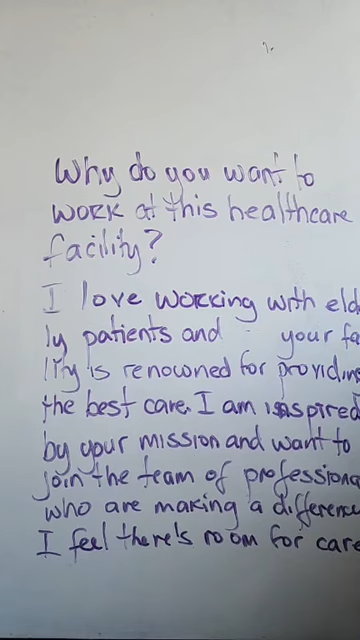 Why do you want to
work at this healthcare
facility?
I love working with eld
ly patients and your fa
lity is renowned for providin
the best care. I am inspired
by your mission and want to
join the team of professiona
who are making a difference
I feel there's room for care